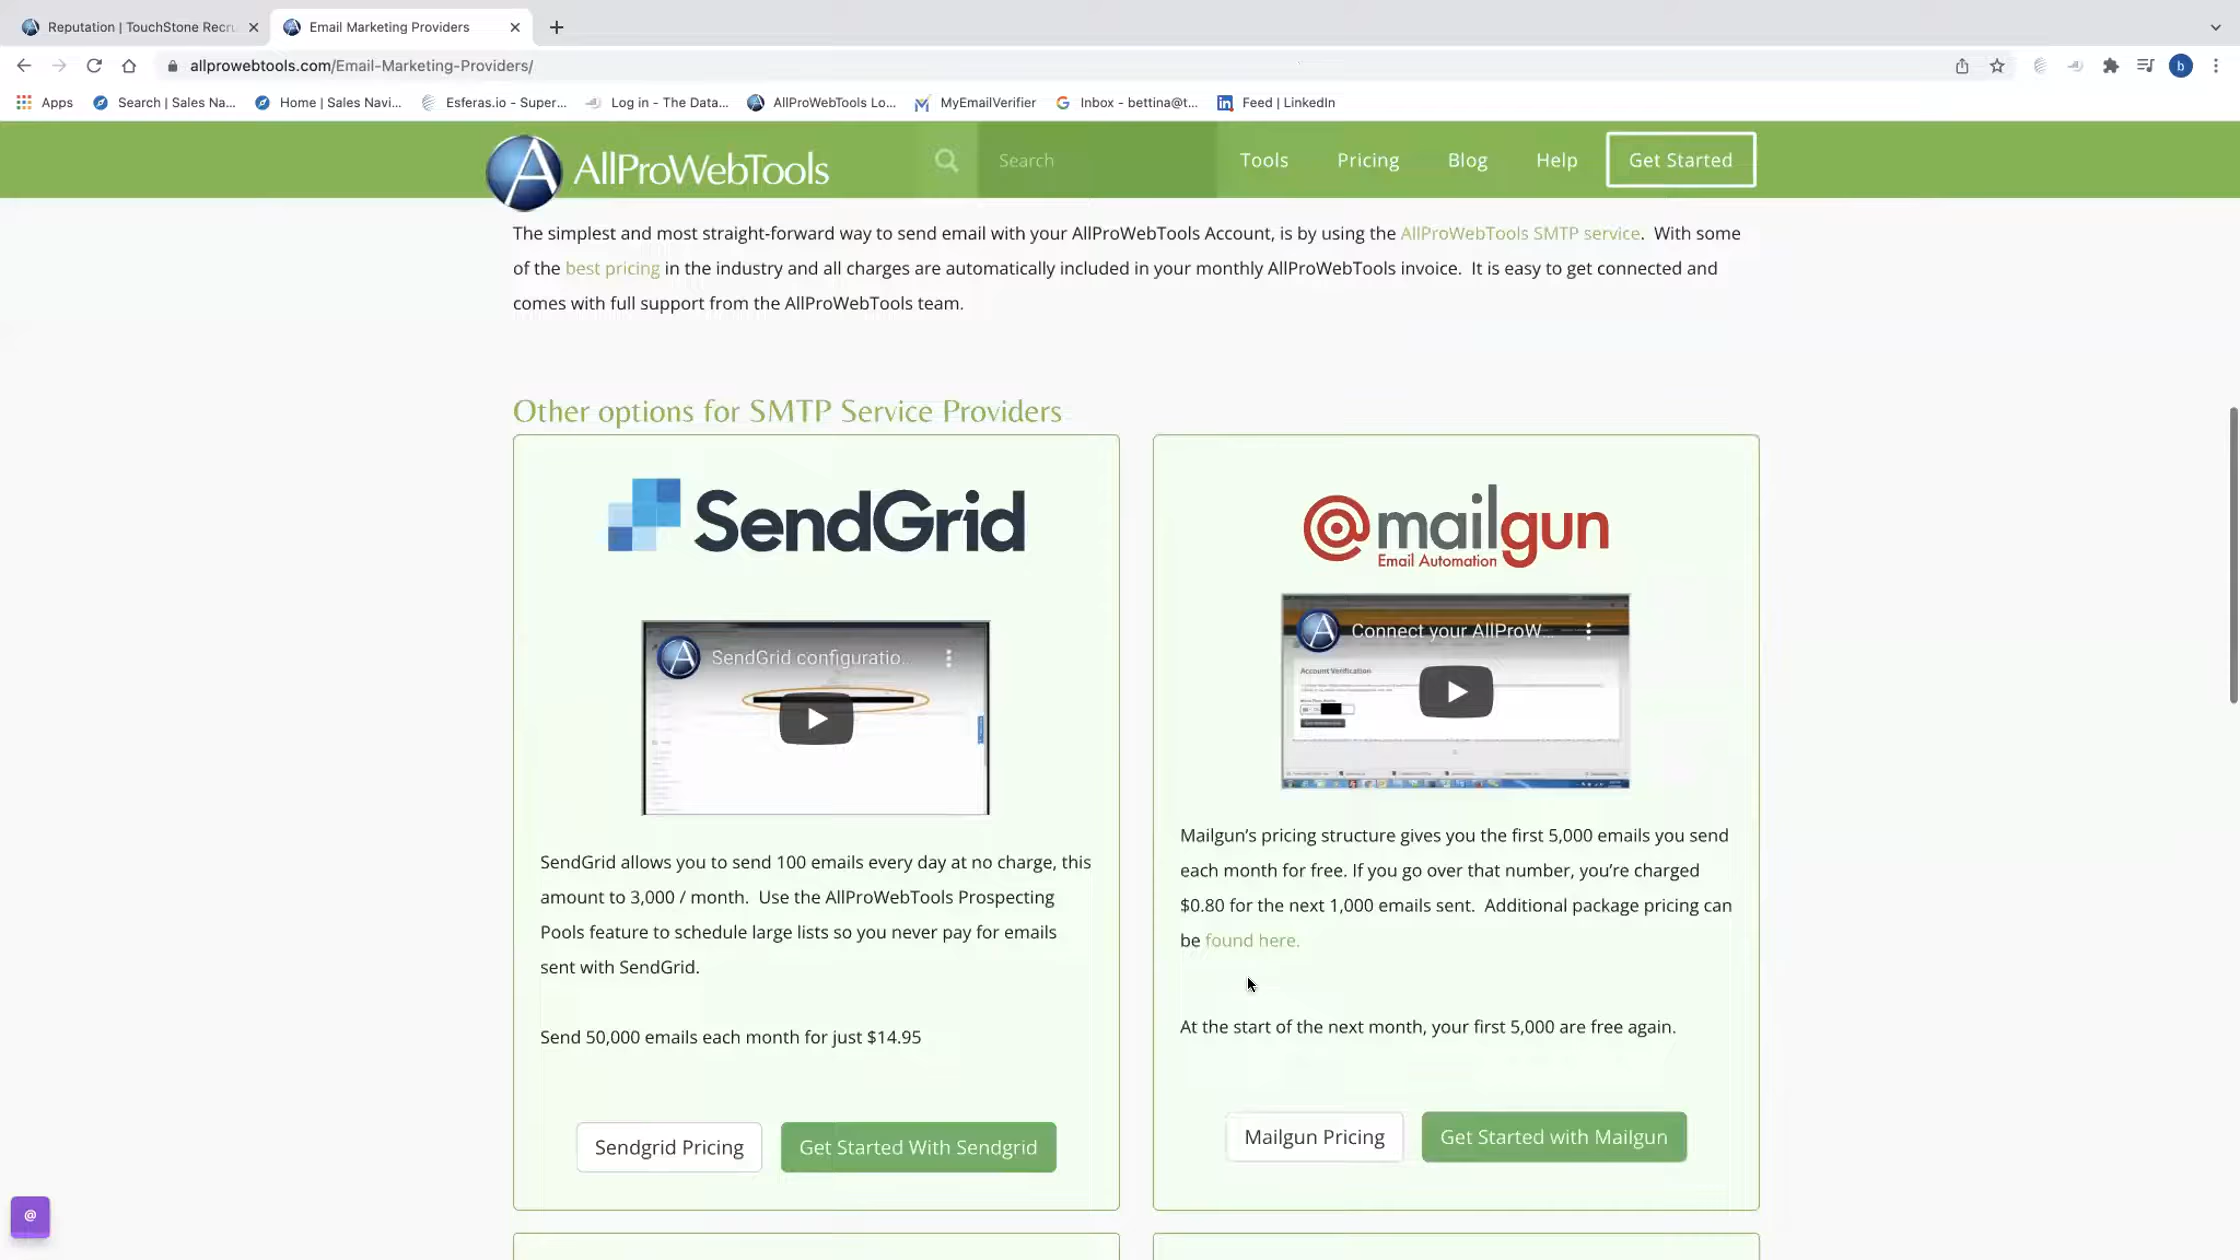 Reputation | TouchStone Recru
Email Marketing Providers
allprowebtools.com/Email-Marketing-Providers/
b
Apps
Search | Sales Na...
Home | Sales Navi...
Esferas.io - Super...
Log in - The Data...
AllProWebTools Lo...
MyEmailVerifier
Inbox - bettina@t...
Feed | LinkedIn
AllProWebTools
Search
Tools
Pricing
Blog
Help
Get Started
The simplest and most straight-forward way to send email with your AllProWebTools Account, is by using the AllProWebTools SMTP service. With some
of the best pricing in the industry and all charges are automatically included in your monthly AllProWebTools invoice. It is easy to get connected and
comes with full support from the AllProWebTools team.
Other options for SMTP Service Providers
SendGrid
SendGrid configuratio...
SendGrid allows you to send 100 emails every day at no charge, this
amount to 3,000 / month. Use the AllProWebTools Prospecting
Pools feature to schedule large lists so you never pay for emails
sent with SendGrid.
Send 50,000 emails each month for just $14.95
Sendgrid Pricing
Get Started With Sendgrid
@mailgun
Email Automation
Connect your AllProW...
Account Verification
Mailgun’s pricing structure gives you the first 5,000 emails you send
each month for free. If you go over that number, you’re charged
$0.80 for the next 1,000 emails sent. Additional package pricing can
be found here.
At the start of the next month, your first 5,000 are free again.
Mailgun Pricing
Get Started with Mailgun
@